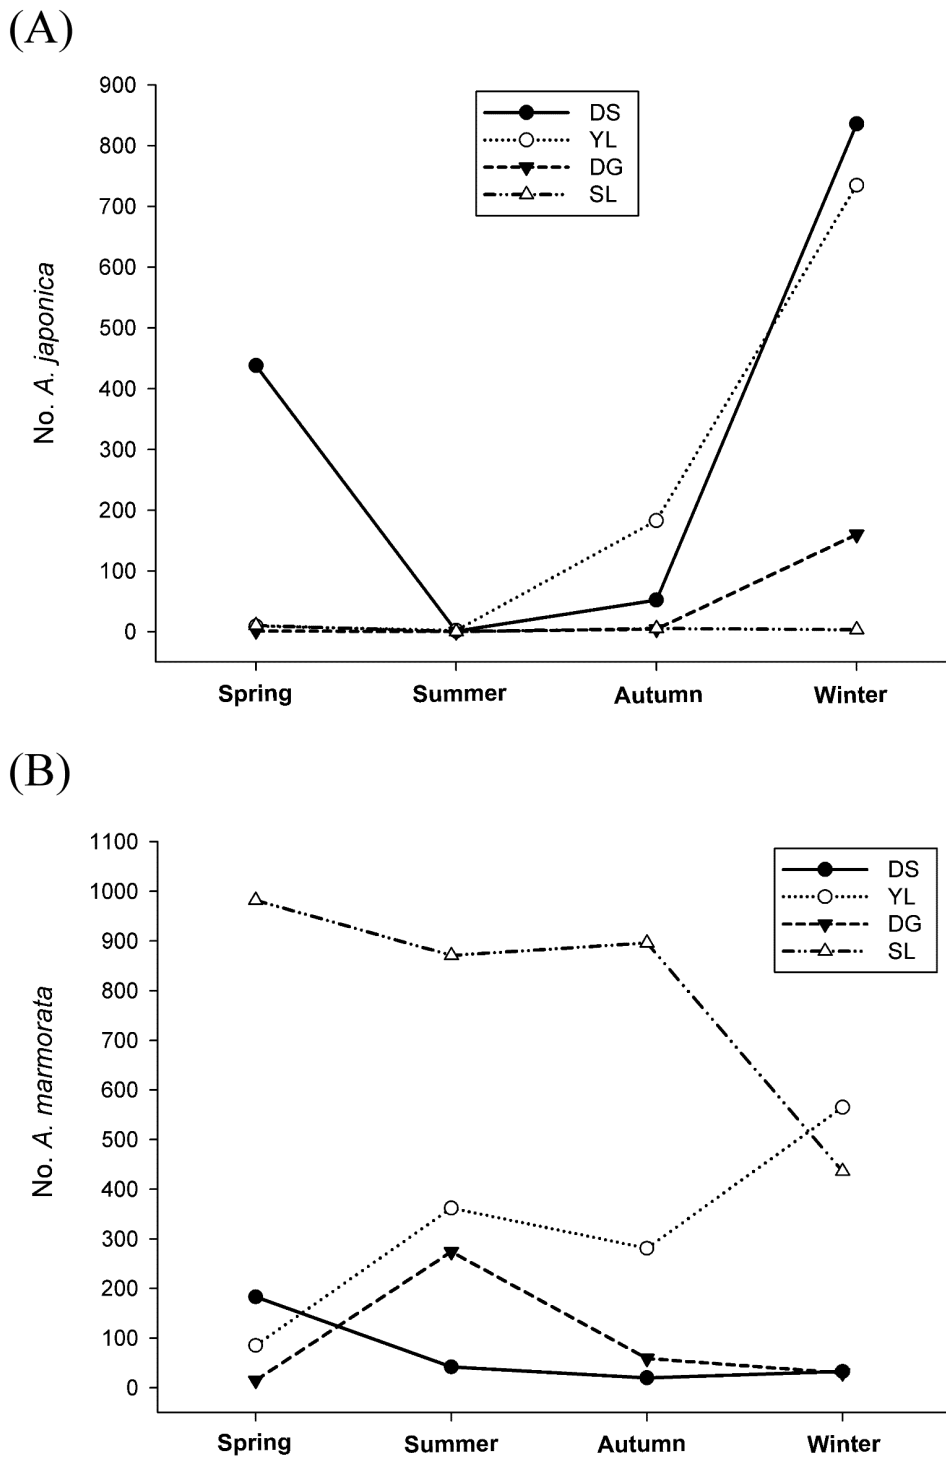 (A)
900
800
700
600
500
400
300
200
100
0
No. A. japonica
DS
YL
DG
SL
Spring Summer Autumn Winter
(B)
1100
1000
900
800
700
600
500
400
300
200
100
0
No. A. marmorata
DS
YL
DG
SL
Spring Summer Autumn Winter